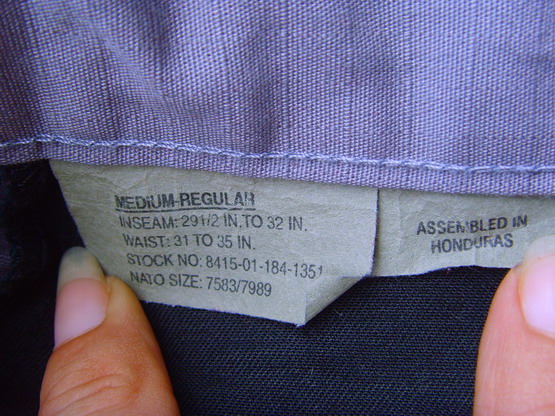 MEDIUM-REGULAR
INSEAM: 29 1/2 IN, TO 32 IN.
WAIST: 31 TO 35 IN.
STOCK NO: 8415-01-184-1351
NATO SIZE: 7583/7989
ASSEMBLED IN
HONDURAS